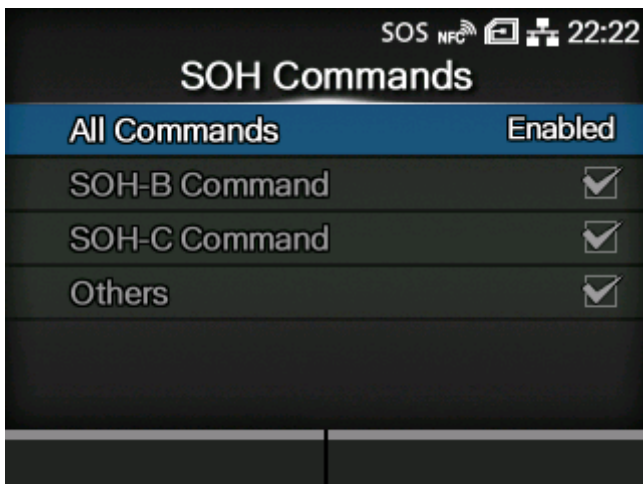 SOS NFC 22:22
SOH Commands
All Commands Enabled
SOH-B Command
SOH-C Command
Others